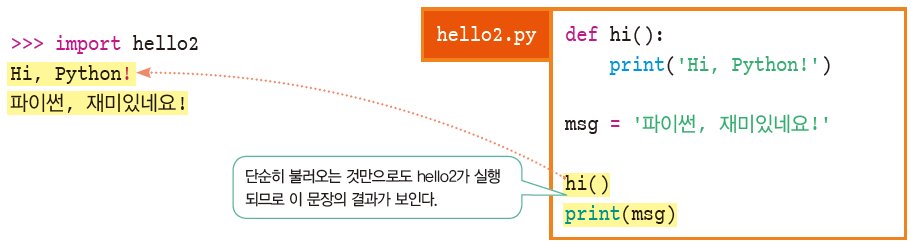 >>> import hello2
Hi, Python!
파이썬, 재미있네요!
단순히 불러오는 것만으로도 hello2가 실행
되므로 이 문장의 결과가 보인다.
hello2.py
def hi():
    print('Hi, Python!')
msg = '파이썬, 재미있네요!'
hi()
print(msg)